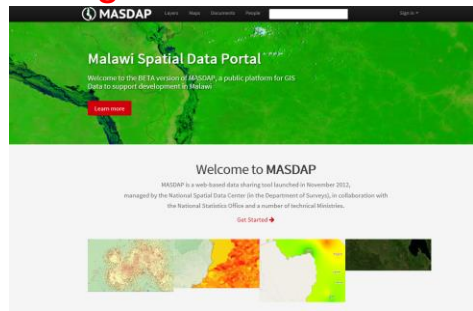 MASDAP Layers Maps Documents People Sign in
Malawi Spatial Data Portal
Welcome to the BETA version of MASDAP, a public platform for GIS
Data to support development in Malawi
Learn more
Welcome to MASDAP
MASDAP is a web-based data sharing tool launched in November 2012,
managed by the National Spatial Data Center (in the Department of Surveys), in collaboration with
the National Statistics Office and a number of technical Ministries.
Get Started